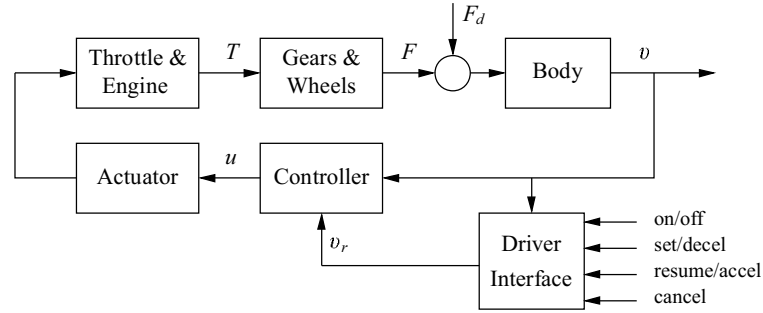 F_d
Throttle &
Engine
T
Gears &
Wheels
F
Body
v
Actuator
u
Controller
v_r
Driver
Interface
on/off
set/decel
resume/accel
cancel